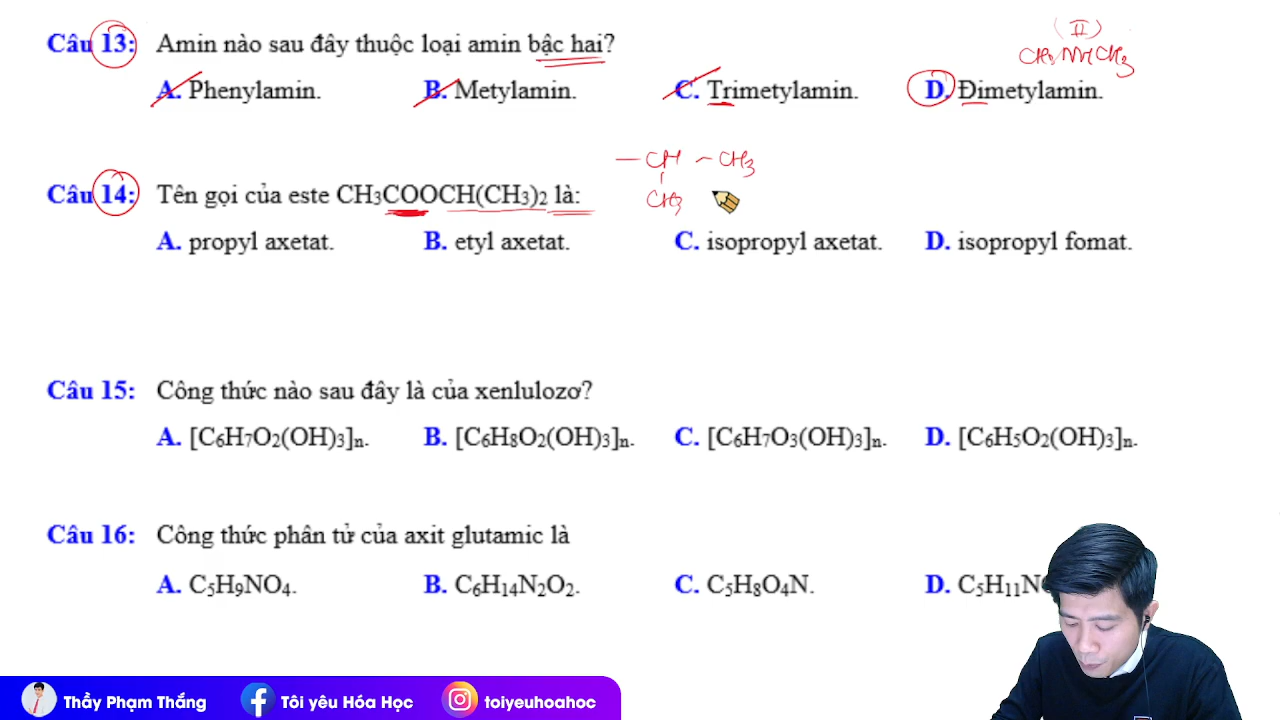 (II)
CH3NHCH3
Câu 13: Amin nào sau đây thuộc loại amin bậc hai?
A. Phenylamin. B. Metylamin. C. Trimetylamin. D. Đimetylamin.
— CH – CH3
CH3
Câu 14: Tên gọi của este CH3COOCH(CH3)2 là:
A. propyl axetat. B. etyl axetat. C. isopropyl axetat. D. isopropyl fomat.
Câu 15: Công thức nào sau đây là của xenlulozơ?
A. [C6H7O2(OH)3]n. B. [C6H8O2(OH)3]n. C. [C6H7O3(OH)3]n. D. [C6H5O2(OH)3]n.
Câu 16: Công thức phân tử của axit glutamic là
A. C5H9NO4. B. C6H14N2O2. C. C5H8O4N. D. C5H11N
Thầy Phạm Thắng Tôi yêu Hóa Học toiyeuhoahoc